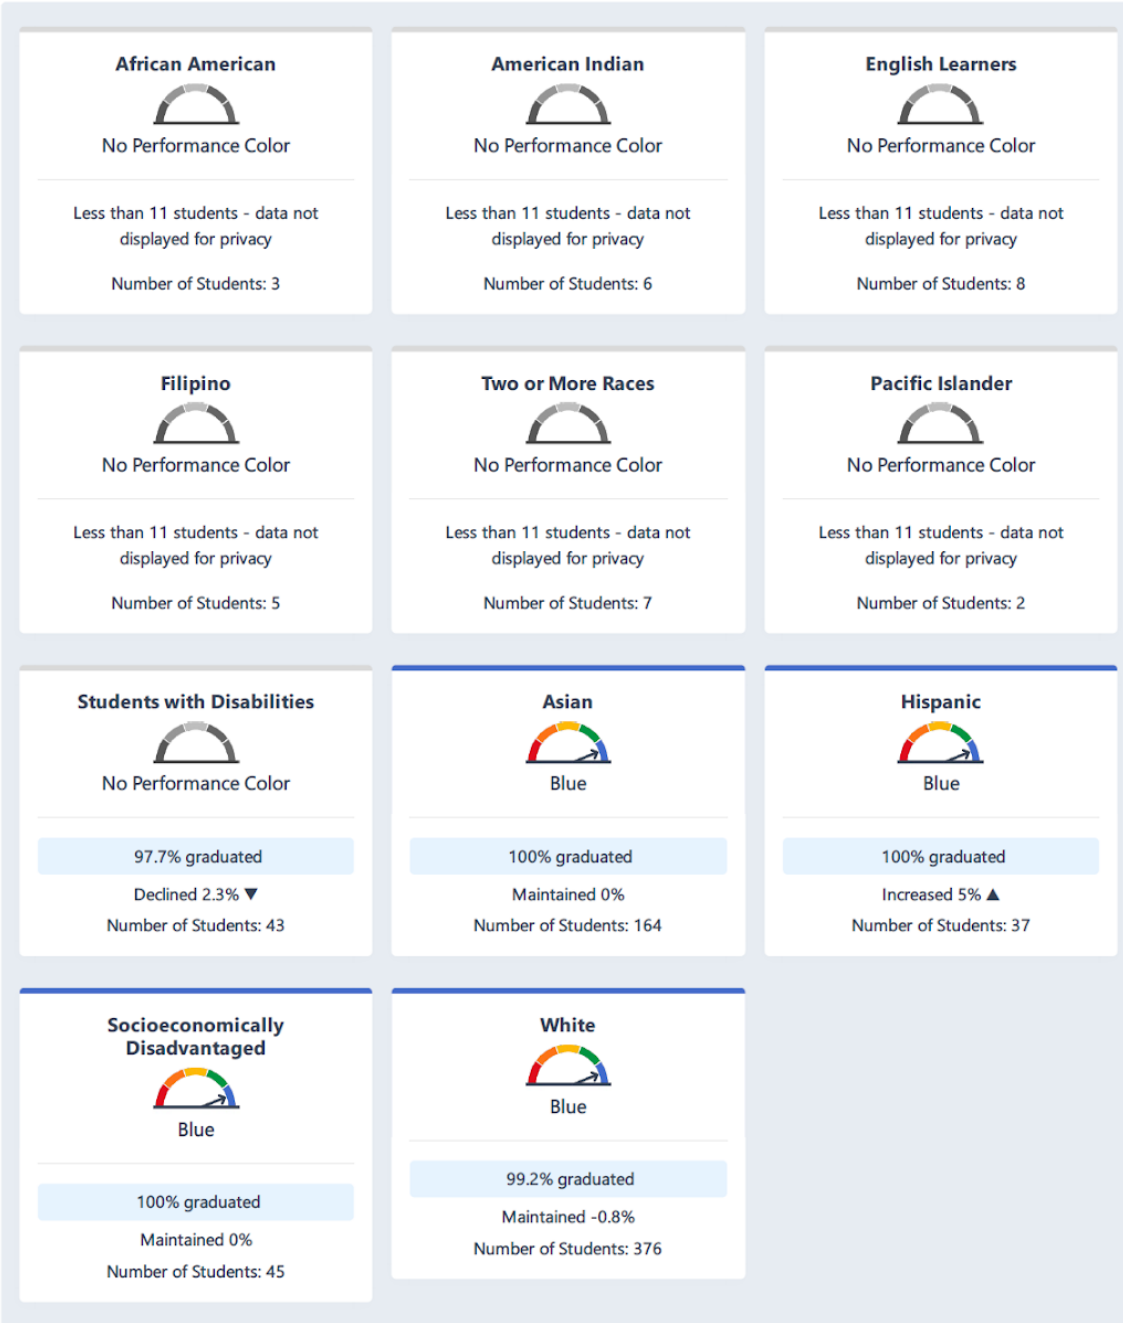 African American
No Performance Color
Less than 11 students - data not
displayed for privacy
Number of Students: 3
American Indian
No Performance Color
Less than 11 students - data not
displayed for privacy
Number of Students: 6
English Learners
No Performance Color
Less than 11 students - data not
displayed for privacy
Number of Students: 8
Filipino
No Performance Color
Less than 11 students - data not
displayed for privacy
Number of Students: 5
Two or More Races
No Performance Color
Less than 11 students - data not
displayed for privacy
Number of Students: 7
Pacific Islander
No Performance Color
Less than 11 students - data not
displayed for privacy
Number of Students: 2
Students with Disabilities
No Performance Color
97.7% graduated
Declined 2.3% ▼
Number of Students: 43
Asian
Blue
100% graduated
Maintained 0%
Number of Students: 164
Hispanic
Blue
100% graduated
Increased 5% ▲
Number of Students: 37
Socioeconomically
Disadvantaged
Blue
100% graduated
Maintained 0%
Number of Students: 45
White
Blue
99.2% graduated
Maintained -0.8%
Number of Students: 376